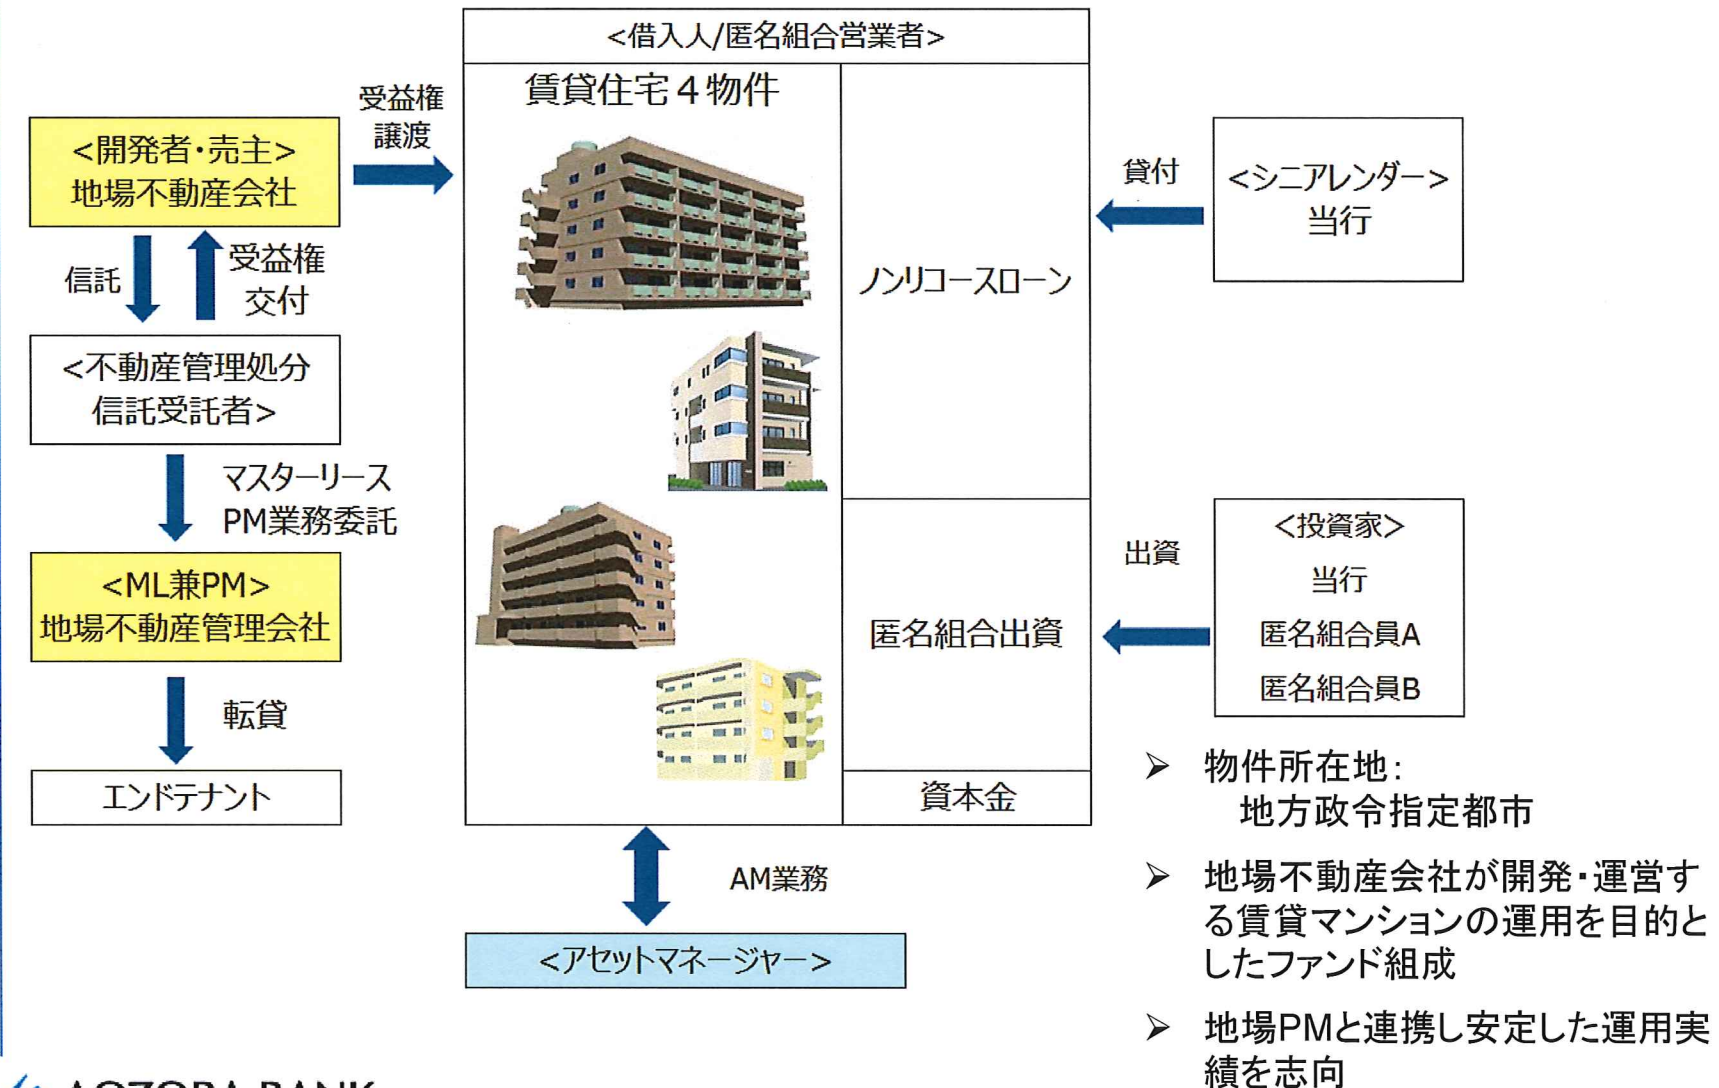 <借入人/匿名組合営業者>
賃貸住宅４物件
受益権
譲渡
<開発者・売主>
地場不動産会社
信託
受益権
交付
<不動産管理処分
信託受託者>
マスターリース
PM業務委託
<ML兼PM>
地場不動産管理会社
転貸
エンドテナント
ノンリコースローン
匿名組合出資
資本金
貸付
<シニアレンダー>
当行
出資
<投資家>
当行
匿名組合員A
匿名組合員B
AM業務
<アセットマネージャー>
➢ 物件所在地：
地方政令指定都市
➢ 地場不動産会社が開発・運営す
る賃貸マンションの運用を目的と
したファンド組成
➢ 地場PMと連携し安定した運用実
績を志向
AOZORA BANK